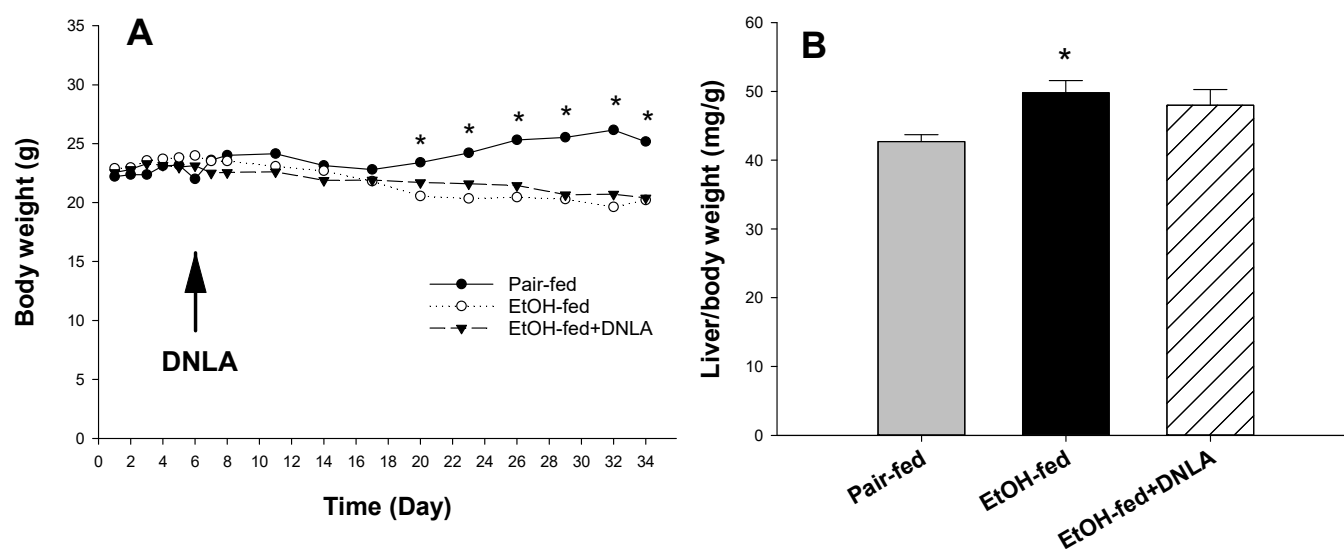 A
Body weight (g)
35
30
25
20
15
10
5
0
* * * * * *
Pair-fed
EtOH-fed
EtOH-fed+DNLA
DNLA
0 2 4 6 8 10 12 14 16 18 20 22 24 26 28 30 32 34
Time (Day)
B
Liver/body weight (mg/g)
60
50
40
30
20
10
0
*
Pair-fed
EtOH-fed
EtOH-fed+DNLA